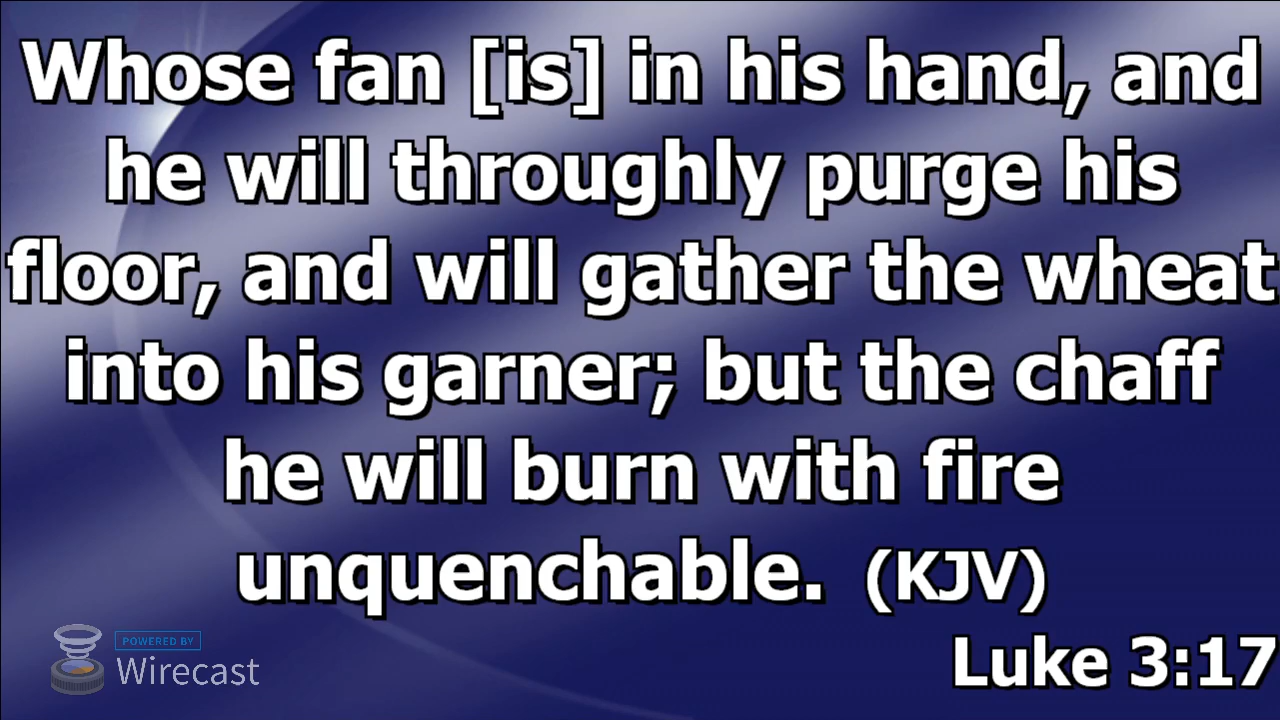 Whose fan [is] in his hand, and
he will throughly purge his
floor, and will gather the wheat
into his garner; but the chaff
he will burn with fire
unquenchable. (KJV)
Luke 3:17
POWERED BY
Wirecast